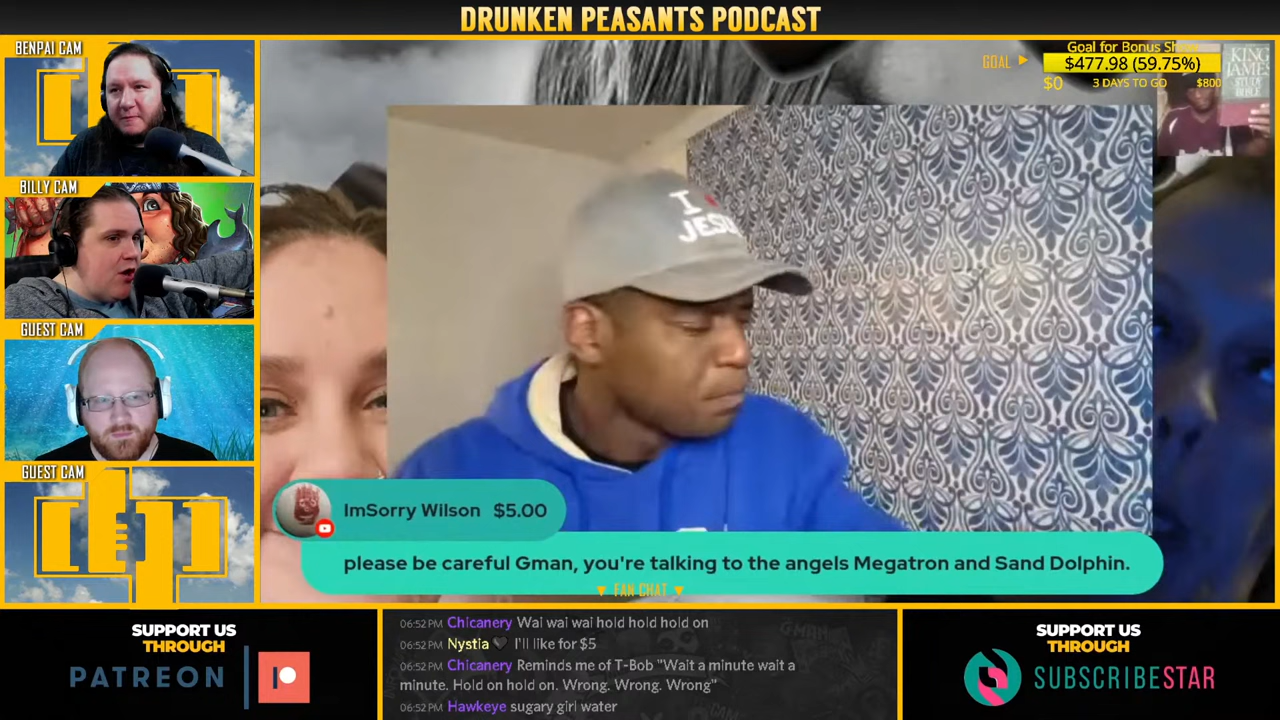 DRUNKEN PEASANTS PODCAST
BENPAI CAM
BILLY CAM
GUEST CAM
GUEST CAM
GOAL
Goal for Bonus
$477.98 (59.75%)
$0 3 DAYS TO GO $800
KING
JAMES
STUDY
BIBLE
I
JESU
ImSorry Wilson $5.00
please be careful Gman, you're talking to the angels Megatron and Sand Dolphin.
▼ FAN CHAT ▼
SUPPORT US
THROUGH
PATREON
06:52 PM Chicanery Wai wai wai hold hold hold on
06:52 PM Nystia 🖤 I'll like for $5
06:52 PM Chicanery Reminds me of T-Bob "Wait a minute wait a
minute. Hold on hold on. Wrong. Wrong. Wrong"
06:52 PM Hawkeye sugary girl water
SUPPORT US
THROUGH
SUBSCRIBESTAR